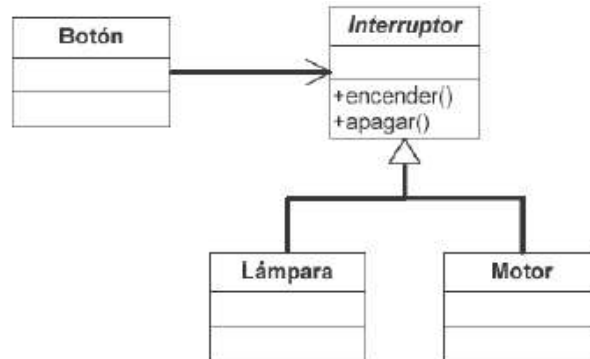 Botón
Interruptor
+encender()
+apagar()
Lámpara
Motor